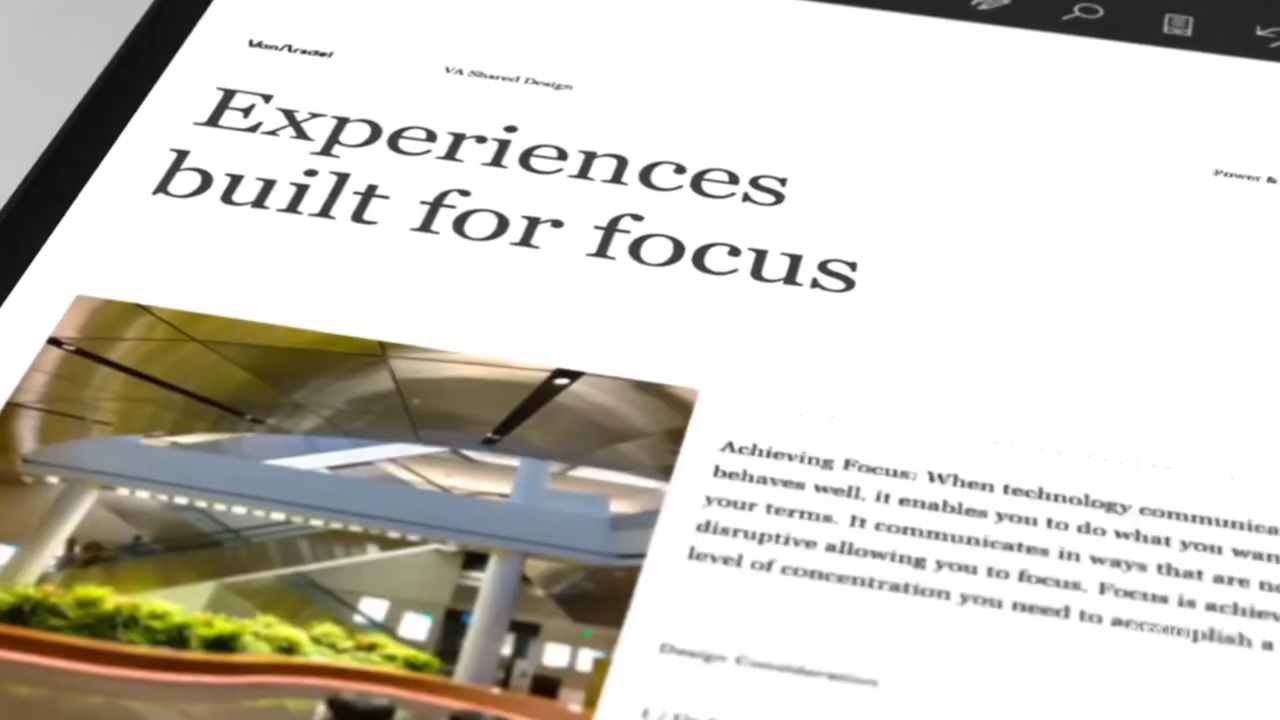 VanArsdel
VA Shared Design
Power &
Experiences
built for focus
Achieving Focus: When technology communica
behaves well, it enables you to do what you wan
your terms. It communicates in ways that are no
disruptive allowing you to focus. Focus is achiev
level of concentration you need to accomplish a
Design Consideration